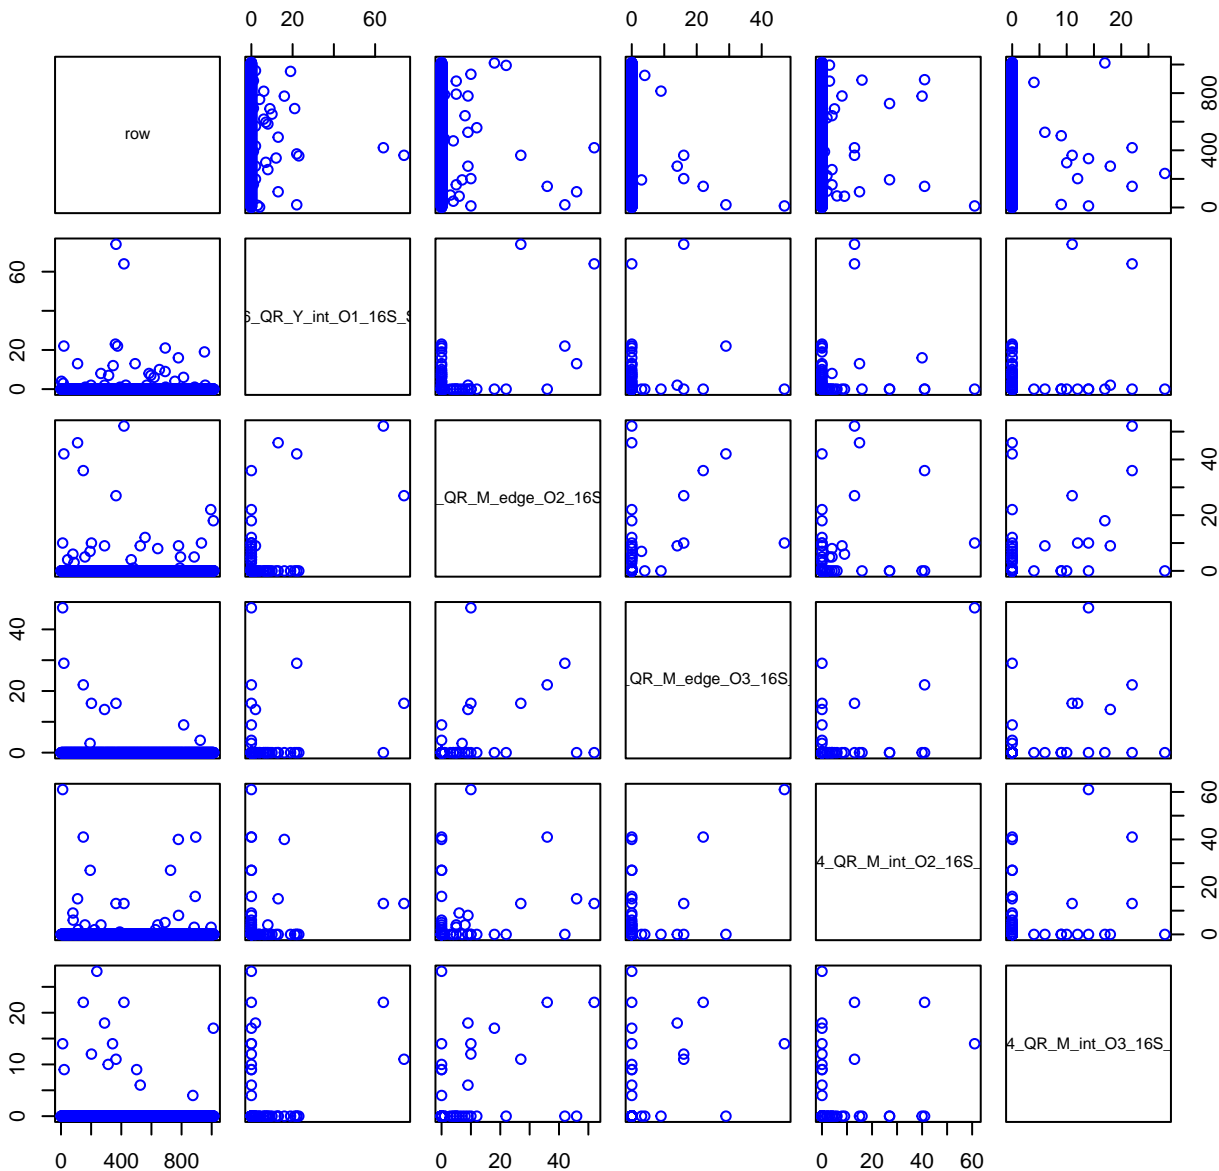 0 20 60
0 20 40
0 10 20
row
0 400 800
0 20 60
6_QR_Y_int_O1_16S_S
_QR_M_edge_O2_16S
0 20 40
0 20 40
_QR_M_edge_O3_16S_
4_QR_M_int_O2_16S_
0 20 40 60
0 10 20
4_QR_M_int_O3_16S_
0 400 800
0 20 40
0 20 40 60